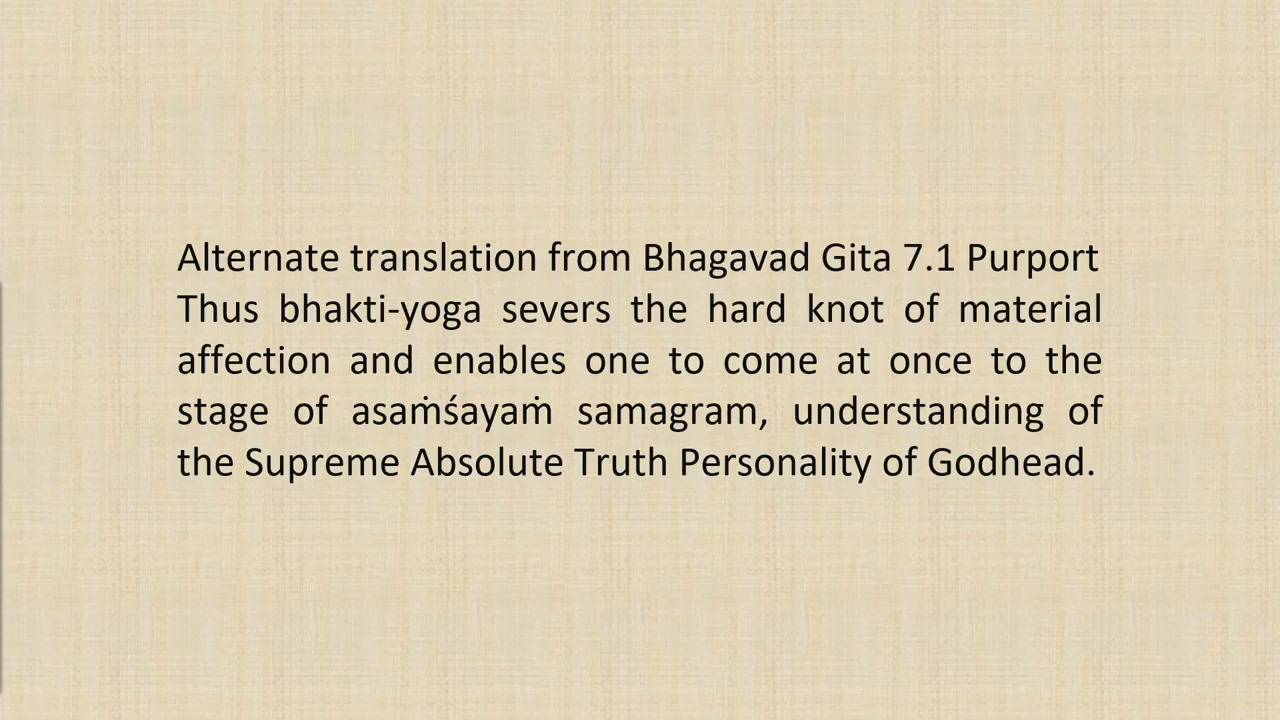 Alternate translation from Bhagavad Gita 7.1 Purport
Thus bhakti-yoga severs the hard knot of material
affection and enables one to come at once to the
stage of asaṁśayaṁ samagram, understanding of
the Supreme Absolute Truth Personality of Godhead.